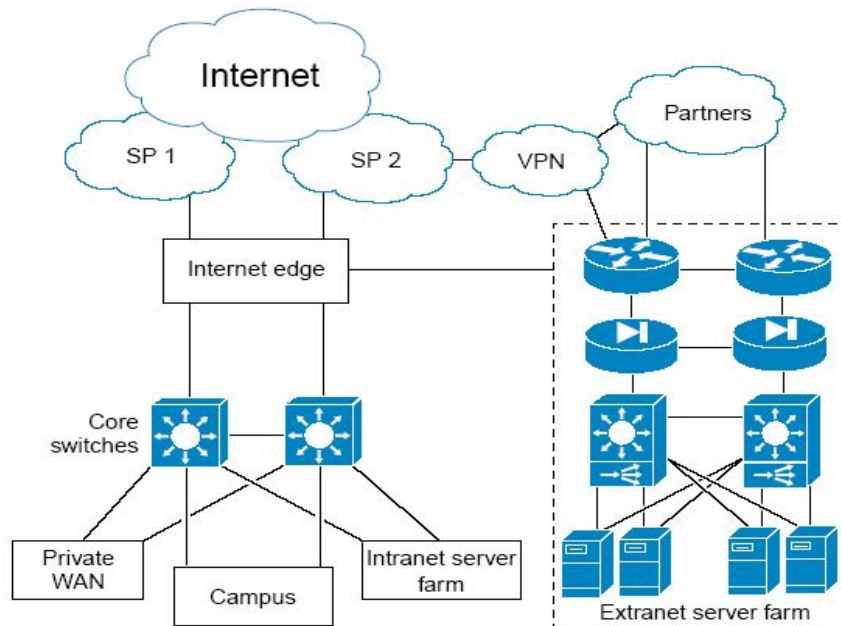 Internet
SP 1
SP 2
VPN
Partners
Internet edge
Core
switches
Private
WAN
Campus
Intranet server
farm
Extranet server farm